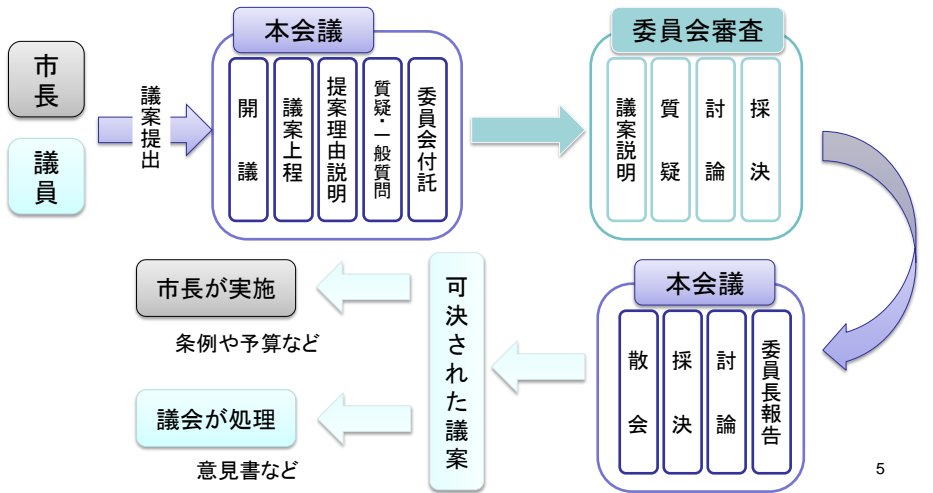 市長
議員
議案提出
本会議
開議
議案上程
提案理由説明
質疑・一般質問
委員会付託
委員会審査
議案説明
質疑
討論
採決
本会議
委員長報告
討論
採決
散会
可決された議案
市長が実施
条例や予算など
議会が処理
意見書など
5